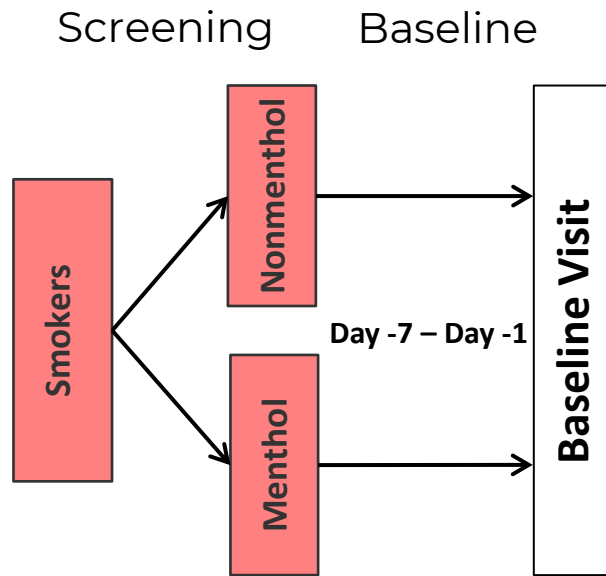 Screening
Baseline
Smokers
Nonmenthol
Menthol
Day -7 – Day -1
Baseline Visit